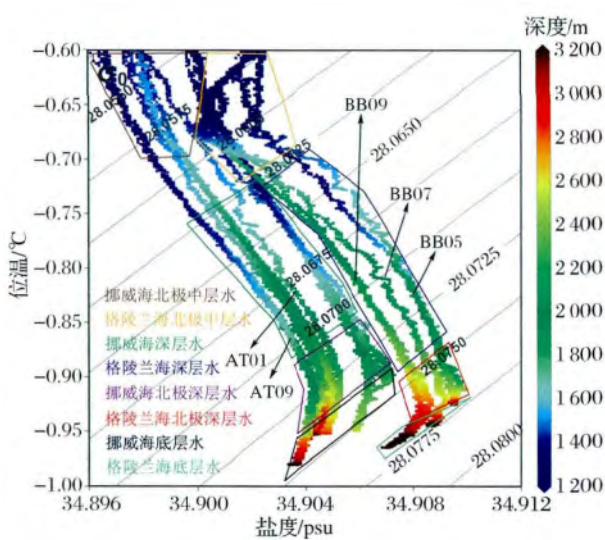 深度/m
-0.60
-0.65
-0.70
-0.75
-0.80
-0.85
-0.90
-0.95
-1.00
位温/℃
34.896
34.900
34.904
34.908
34.912
盐度/psu
3 200
3 000
2 800
2 600
2 400
2 200
2 000
1 800
1 600
1 400
1 200
BB09
BB07
BB05
AT01
AT09
28.0625
28.0650
28.0675
28.0700
28.0725
28.0750
28.0775
28.0800
挪威海北极中层水
格陵兰海北极中层水
挪威海深层水
格陵兰海深层水
挪威海北极深层水
格陵兰海北极深层水
挪威海底层水
格陵兰海底层水